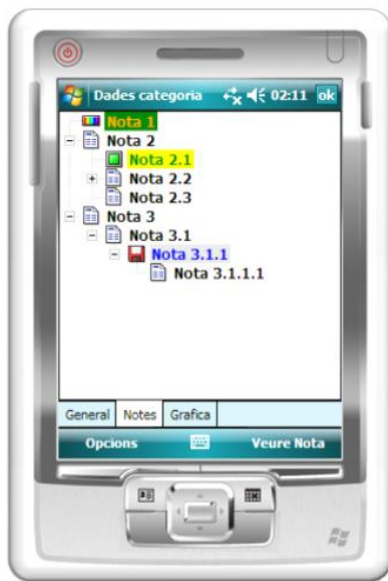 Dades categoria 02:11 ok
Nota 1
Nota 2
Nota 2.1
Nota 2.2
Nota 2.3
Nota 3
Nota 3.1
Nota 3.1.1
Nota 3.1.1.1
General Notes Grafica
Opcions Veure Nota